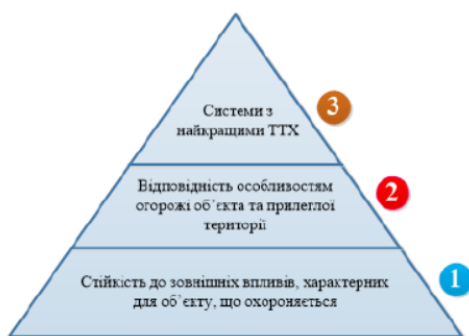 Системи з
найкращими ТТХ
3
Відповідність особливостям
огорожі об’єкта та прилеглої
території
2
Стійкість до зовнішніх впливів, характерних
для об’єкту, що охороняється
1